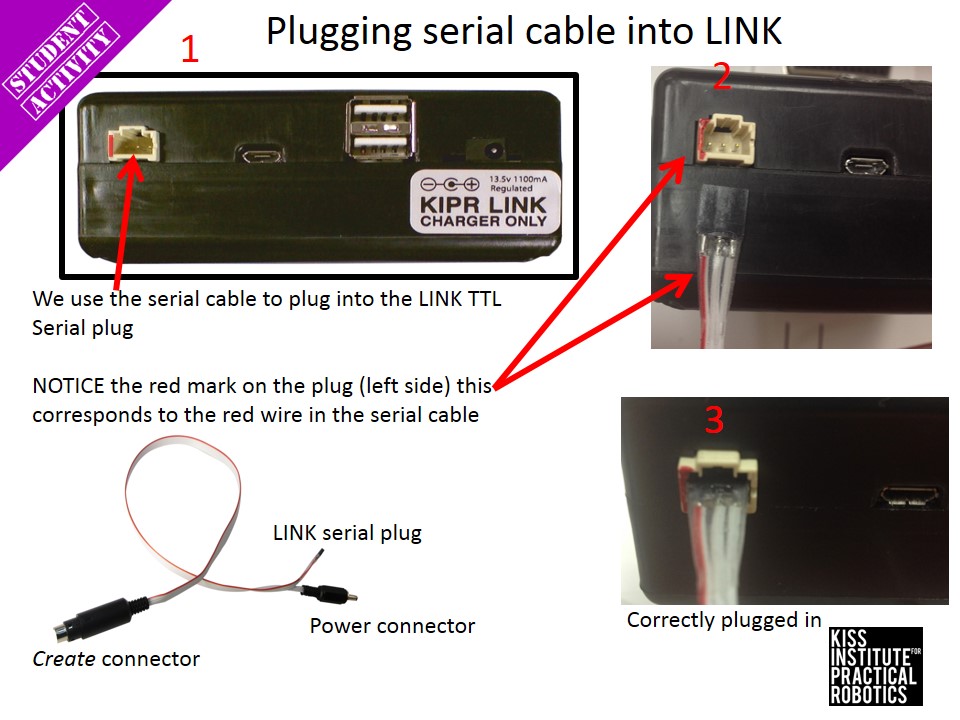 STUDENT
ACTIVITY
Plugging serial cable into LINK
1
13.5v 1100mA
Regulated
KIPR LINK
CHARGER ONLY
2
We use the serial cable to plug into the LINK TTL
Serial plug
NOTICE the red mark on the plug (left side) this
corresponds to the red wire in the serial cable
3
LINK serial plug
Power connector
Create connector
Correctly plugged in
KISS
INSTITUTE FOR
PRACTICAL
ROBOTICS